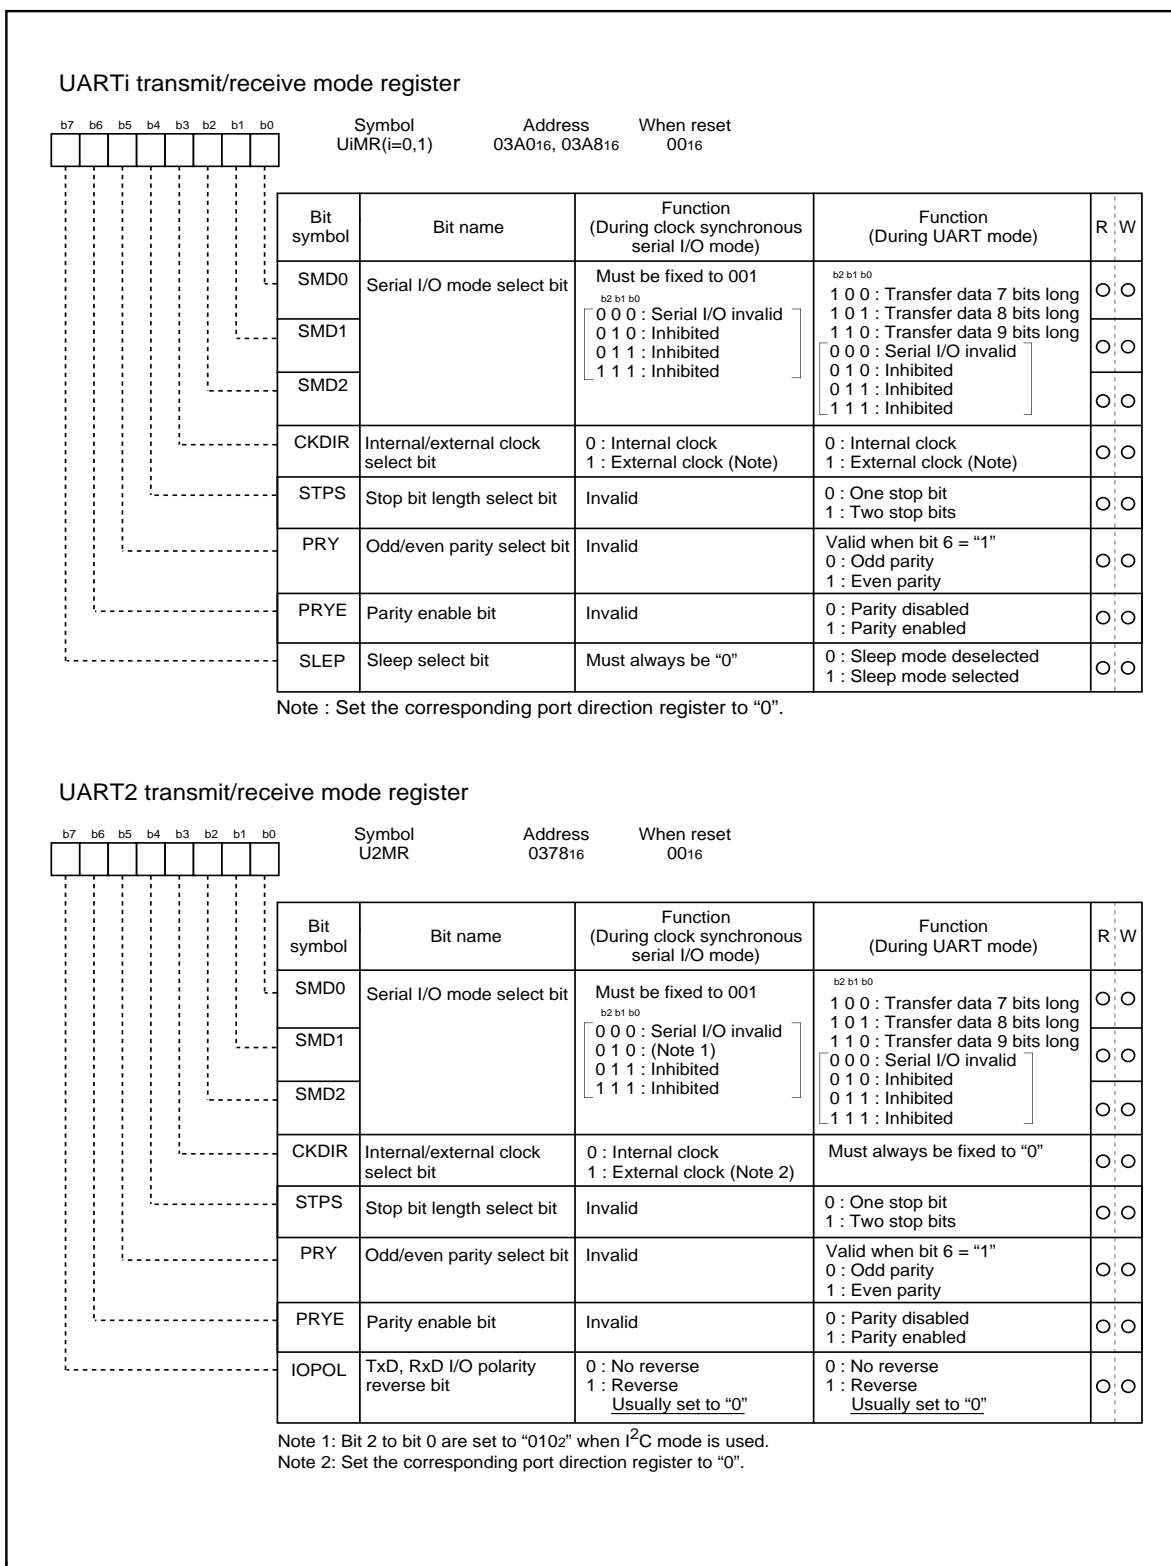 UARTi transmit/receive mode register
b7 b6 b5 b4 b3 b2 b1 b0
Symbol Address When reset
UiMR(i=0,1) 03A016, 03A816 0016
Bit symbol Bit name Function (During clock synchronous serial I/O mode) Function (During UART mode) R W
SMD0 Serial I/O mode select bit
SMD1
SMD2
Must be fixed to 001
b2 b1 b0
0 0 0 : Serial I/O invalid
0 1 0 : Inhibited
0 1 1 : Inhibited
1 1 1 : Inhibited
b2 b1 b0
1 0 0 : Transfer data 7 bits long
1 0 1 : Transfer data 8 bits long
1 1 0 : Transfer data 9 bits long
0 0 0 : Serial I/O invalid
0 1 0 : Inhibited
0 1 1 : Inhibited
1 1 1 : Inhibited
CKDIR Internal/external clock select bit
0 : Internal clock
1 : External clock (Note)
0 : Internal clock
1 : External clock (Note)
STPS Stop bit length select bit Invalid
0 : One stop bit
1 : Two stop bits
PRY Odd/even parity select bit Invalid
Valid when bit 6 = “1”
0 : Odd parity
1 : Even parity
PRYE Parity enable bit Invalid
0 : Parity disabled
1 : Parity enabled
SLEP Sleep select bit Must always be “0”
0 : Sleep mode deselected
1 : Sleep mode selected
Note : Set the corresponding port direction register to “0”.
UART2 transmit/receive mode register
b7 b6 b5 b4 b3 b2 b1 b0
Symbol Address When reset
U2MR 037816 0016
Bit symbol Bit name Function (During clock synchronous serial I/O mode) Function (During UART mode) R W
SMD0 Serial I/O mode select bit
SMD1
SMD2
Must be fixed to 001
b2 b1 b0
0 0 0 : Serial I/O invalid
0 1 0 : (Note 1)
0 1 1 : Inhibited
1 1 1 : Inhibited
b2 b1 b0
1 0 0 : Transfer data 7 bits long
1 0 1 : Transfer data 8 bits long
1 1 0 : Transfer data 9 bits long
0 0 0 : Serial I/O invalid
0 1 0 : Inhibited
0 1 1 : Inhibited
1 1 1 : Inhibited
CKDIR Internal/external clock select bit
0 : Internal clock
1 : External clock (Note 2)
Must always be fixed to “0”
STPS Stop bit length select bit Invalid
0 : One stop bit
1 : Two stop bits
PRY Odd/even parity select bit Invalid
Valid when bit 6 = “1”
0 : Odd parity
1 : Even parity
PRYE Parity enable bit Invalid
0 : Parity disabled
1 : Parity enabled
IOPOL TxD, RxD I/O polarity reverse bit
0 : No reverse
1 : Reverse
Usually set to “0”
0 : No reverse
1 : Reverse
Usually set to “0”
Note 1: Bit 2 to bit 0 are set to “0102” when I2C mode is used.
Note 2: Set the corresponding port direction register to “0”.